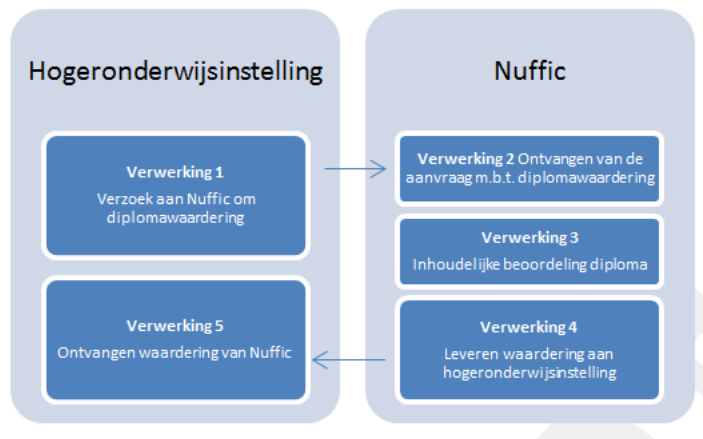 Hogeronderwijsinstelling
Verwerking 1
Verzoek aan Nuffic om
diplomawaardering
Verwerking 5
Ontvangen waardering van Nuffic
Nuffic
Verwerking 2 Ontvangen van de
aanvraag m.b.t. diplomawaardering
Verwerking 3
Inhoudelijke beoordeling diploma
Verwerking 4
Leveren waardering aan
hogeronderwijsinstelling